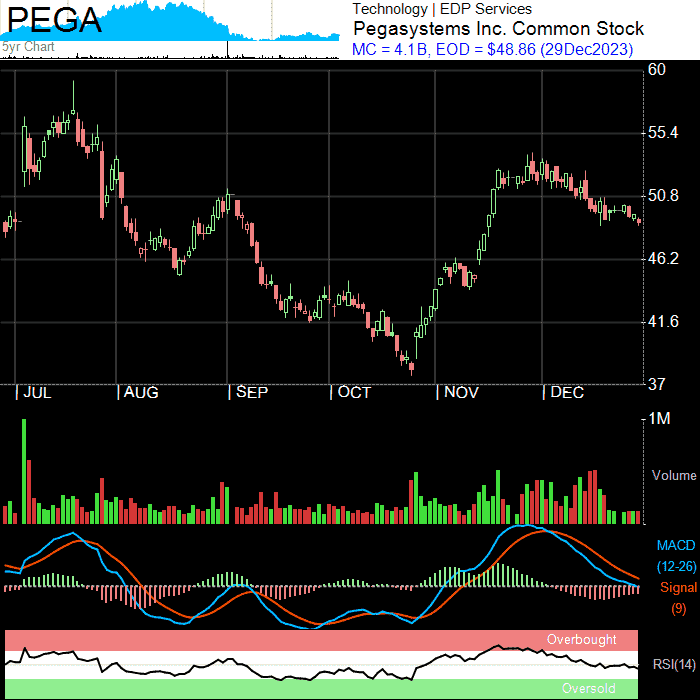 PEGA
5yr Chart
Technology | EDP Services
Pegasystems Inc. Common Stock
MC = 4.1B, EOD = $48.86 (29Dec2023)
60
55.4
50.8
46.2
41.6
37
| JUL | AUG | SEP | OCT | NOV | DEC
1M
Volume
MACD
(12-26)
Signal
(9)
Overbought
RSI(14)
Oversold